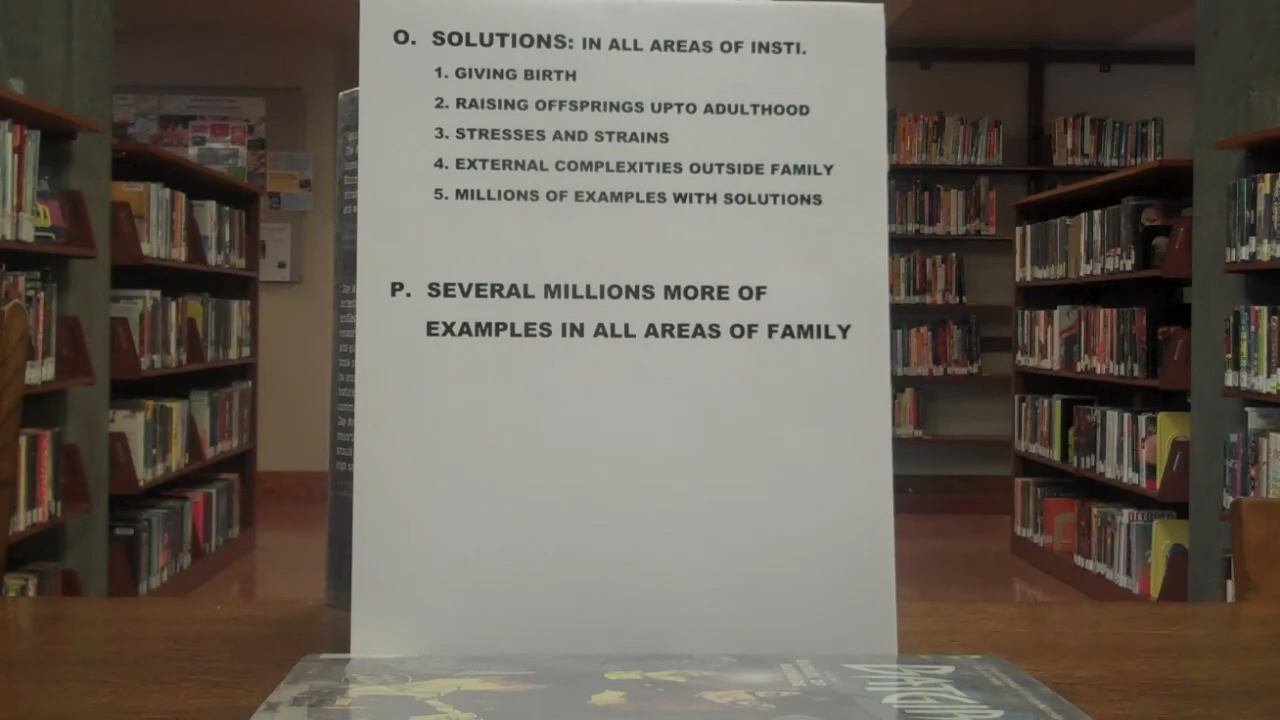 O. SOLUTIONS: IN ALL AREAS OF INSTI.
1. GIVING BIRTH
2. RAISING OFFSPRINGS UPTO ADULTHOOD
3. STRESSES AND STRAINS
4. EXTERNAL COMPLEXITIES OUTSIDE FAMILY
5. MILLIONS OF EXAMPLES WITH SOLUTIONS
P. SEVERAL MILLIONS MORE OF
EXAMPLES IN ALL AREAS OF FAMILY